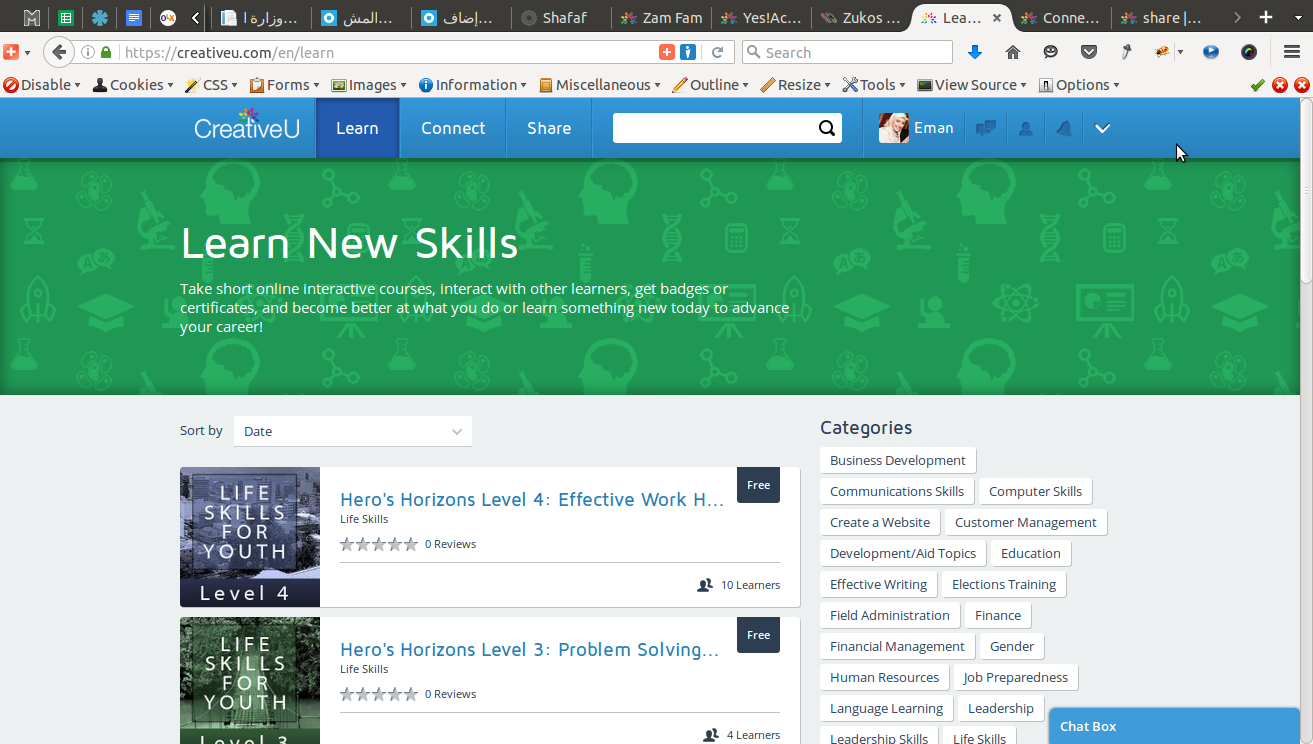 وزارة ا...
المش...
إضاف...
Shafaf
Zam Fam
Yes!Ac...
Zukos ...
Lea...
Conne...
share |...
https://creativeu.com/en/learn
Search
Disable
Cookies
CSS
Forms
Images
Information
Miscellaneous
Outline
Resize
Tools
View Source
Options
CreativeU
Learn
Connect
Share
Eman
Learn New Skills
Take short online interactive courses, interact with other learners, get badges or
certificates, and become better at what you do or learn something new today to advance
your career!
Sort by
Date
LIFE
SKILLS
FOR
YOUTH
Level 4
Hero's Horizons Level 4: Effective Work H...
Life Skills
0 Reviews
Free
10 Learners
LIFE
SKILLS
FOR
YOUTH
Level 3
Hero's Horizons Level 3: Problem Solving...
Life Skills
0 Reviews
Free
4 Learners
Categories
Business Development
Communications Skills
Computer Skills
Create a Website
Customer Management
Development/Aid Topics
Education
Effective Writing
Elections Training
Field Administration
Finance
Financial Management
Gender
Human Resources
Job Preparedness
Language Learning
Leadership
Leadership Skills
Life Skills
Chat Box